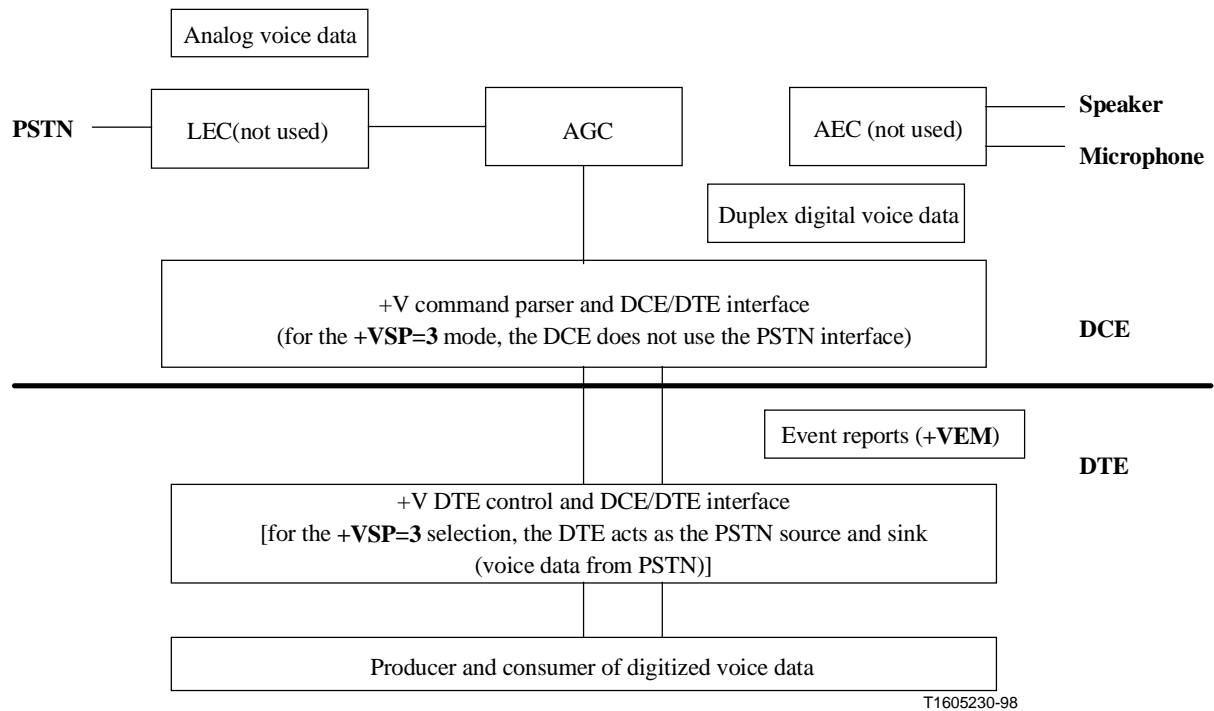 Analog voice data
PSTN
LEC(not used)
AGC
AEC (not used)
Speaker
Microphone
Duplex digital voice data
+V command parser and DCE/DTE interface
(for the +VSP=3 mode, the DCE does not use the PSTN interface)
DCE
Event reports (+VEM)
DTE
+V DTE control and DCE/DTE interface
[for the +VSP=3 selection, the DTE acts as the PSTN source and sink
(voice data from PSTN)]
Producer and consumer of digitized voice data
T1605230-98